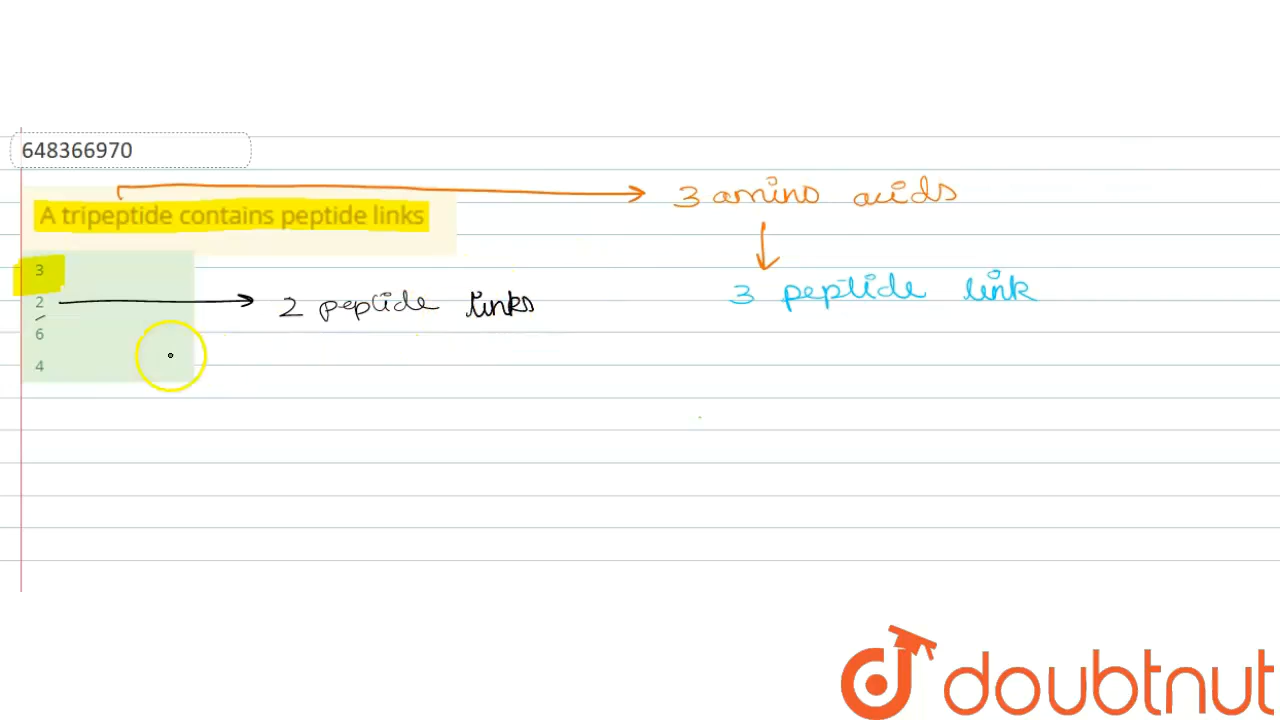 648366970
3 amino acids
A tripeptide contains peptide links
3
3 peptide link
2
2 peptide links
6
4
doubtnut